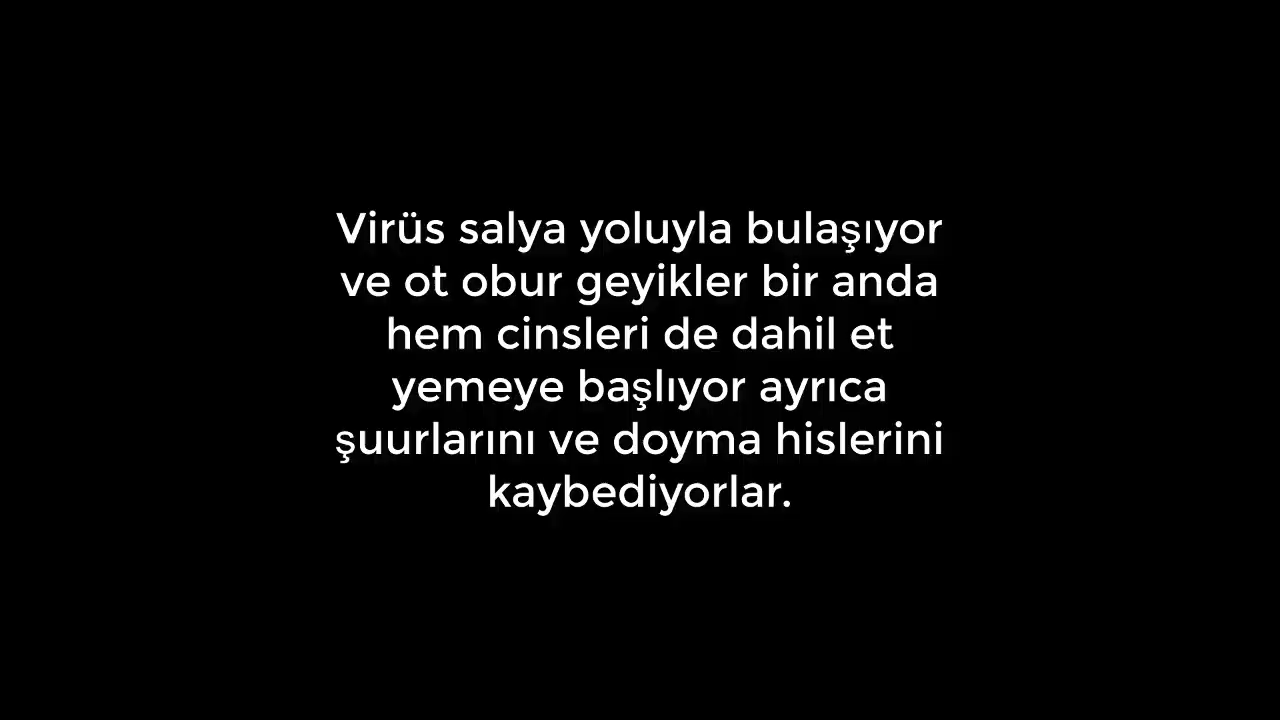 Virüs salya yoluyla bulaşıyor
ve ot obur geyikler bir anda
hem cinsleri de dahil et
yemeye başlıyor ayrıca
şuurlarını ve doyma hislerini
kaybediyorlar.